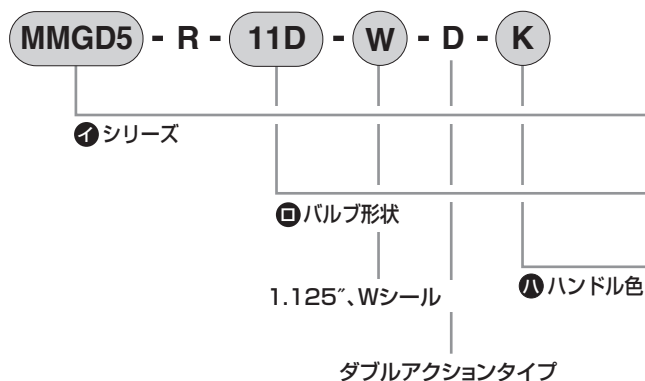 MMGD5 - R - 11D - W - D - K
イ シリーズ
ロ バルブ形状
1.125″、Wシール
ハ ハンドル色
ダブルアクションタイプ